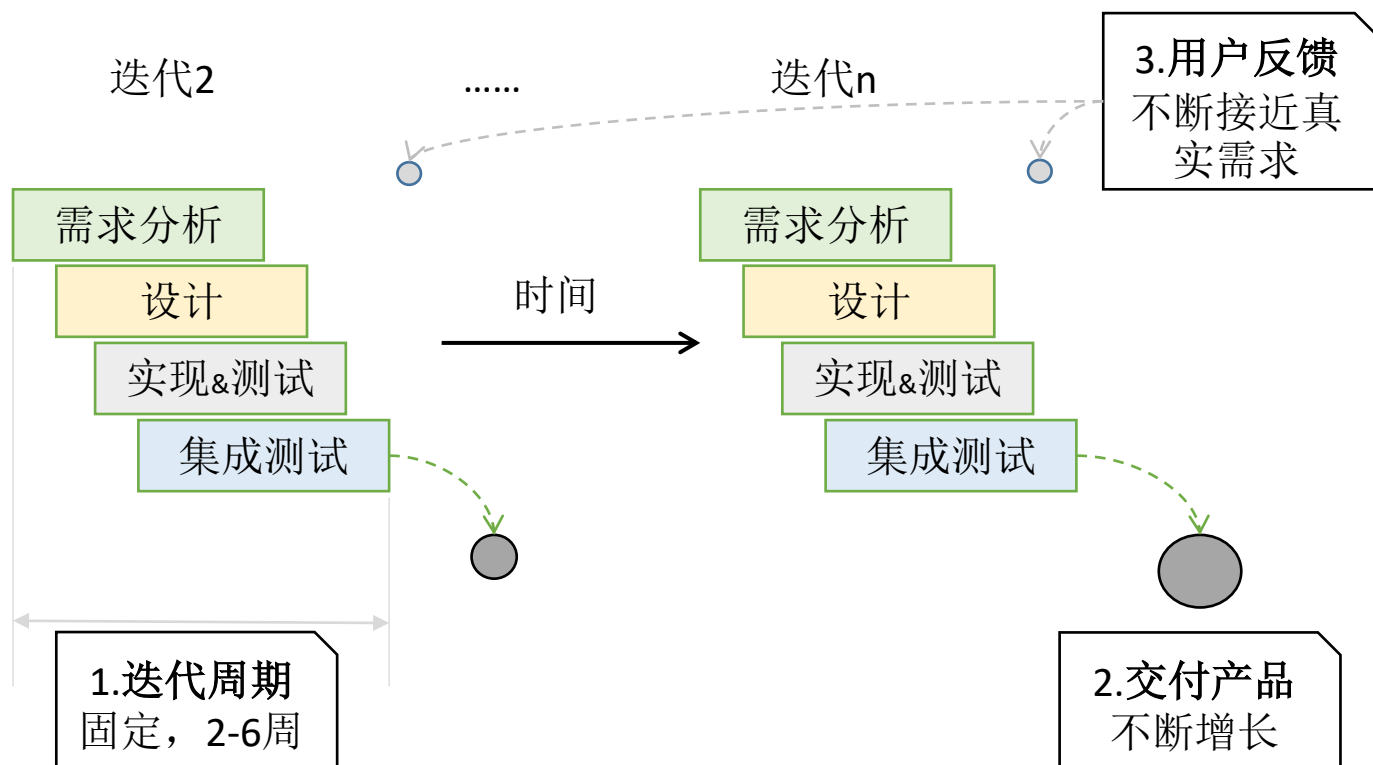 迭代2
……
迭代n
3.用户反馈
不断接近真
实需求
需求分析
设计
实现&测试
集成测试
时间
需求分析
设计
实现&测试
集成测试
1.迭代周期
固定，2-6周
2.交付产品
不断增长